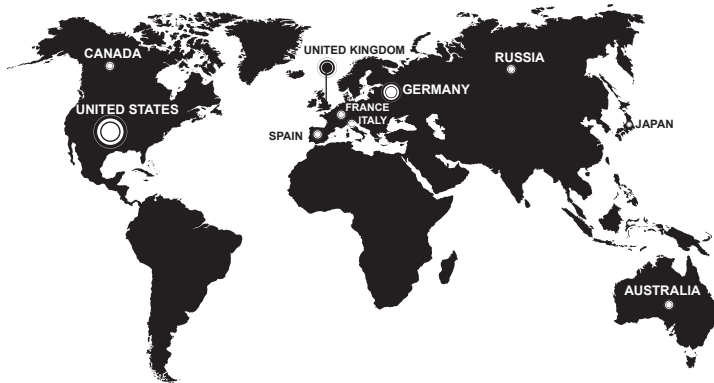 UNITED KINGDOM
CANADA
RUSSIA
GERMANY
UNITED STATES
FRANCE
ITALY
JAPAN
SPAIN
AUSTRALIA